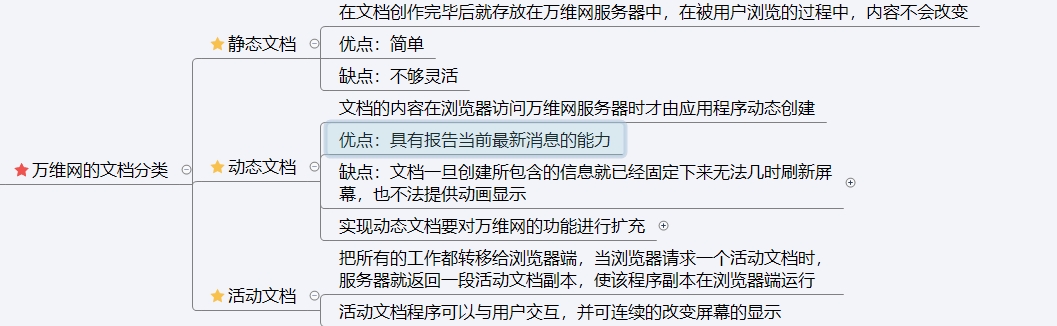 万维网的文档分类
静态文档
在文档创作完毕后就存放在万维网服务器中，在被用户浏览的过程中，内容不会改变
优点：简单
缺点：不够灵活
动态文档
文档的内容在浏览器访问万维网服务器时才由应用程序动态创建
优点：具有报告当前最新消息的能力
缺点：文档一旦创建所包含的信息就已经固定下来无法几时刷新屏
幕，也不法提供动画显示
实现动态文档要对万维网的功能进行扩充
活动文档
把所有的工作都转移给浏览器端，当浏览器请求一个活动文档时，
服务器就返回一段活动文档副本，使该程序副本在浏览器端运行
活动文档程序可以与用户交互，并可连续的改变屏幕的显示